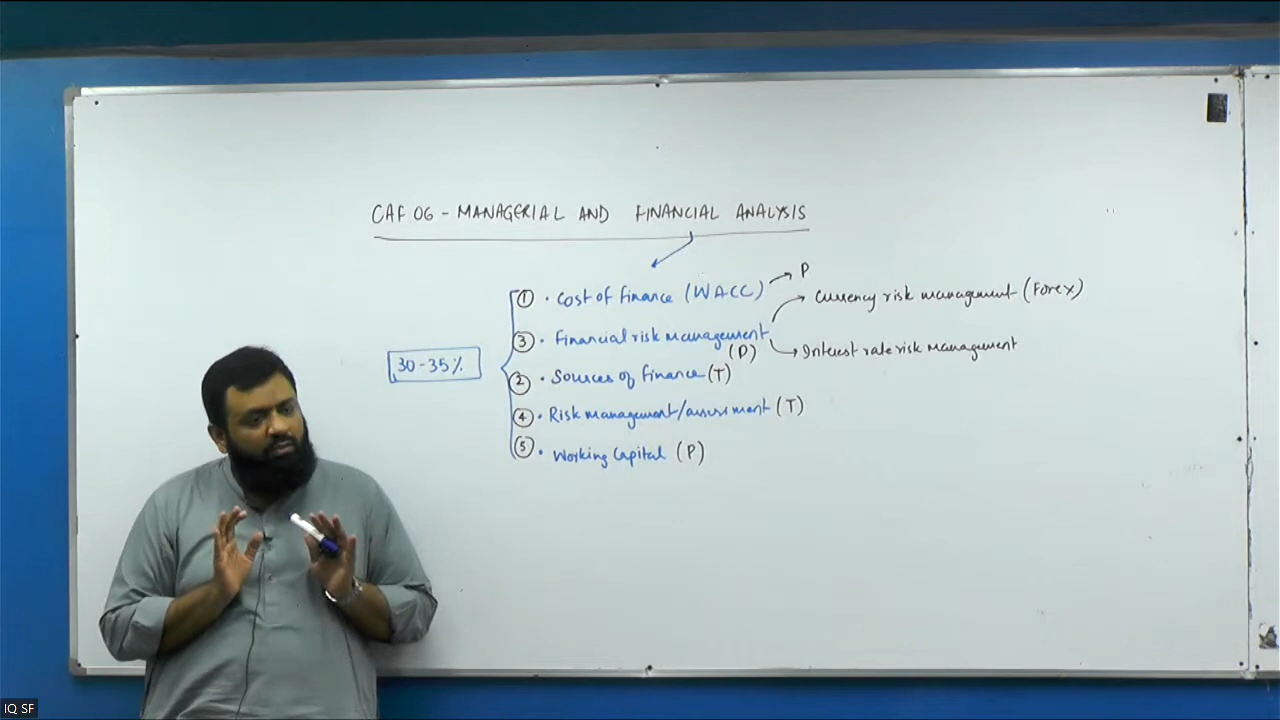 CAF 06 - MANAGERIAL AND FINANCIAL ANALYSIS
① · Cost of finance (WACC) → P
③ · Financial risk management (P)
→ Currency risk management (Forex)
→ Interest rate risk management
30-35%
② · Sources of finance (T)
④ · Risk management / (T)
⑤ · Working Capital (P)
IQ SF